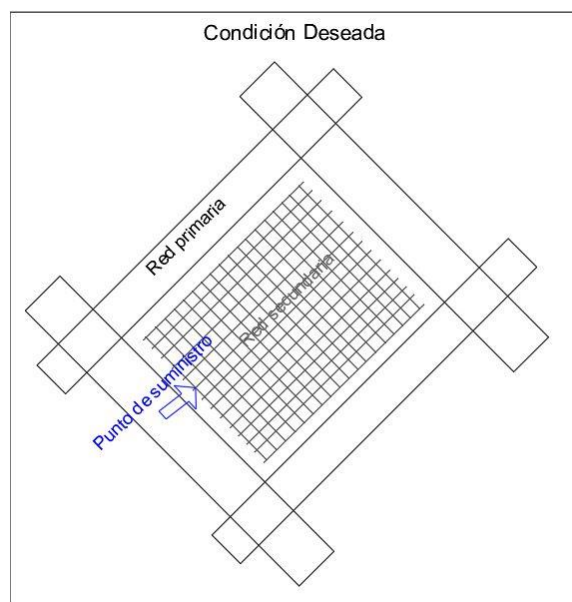 Condición Deseada
Red primaria
Red secundaria
Punto de suministro